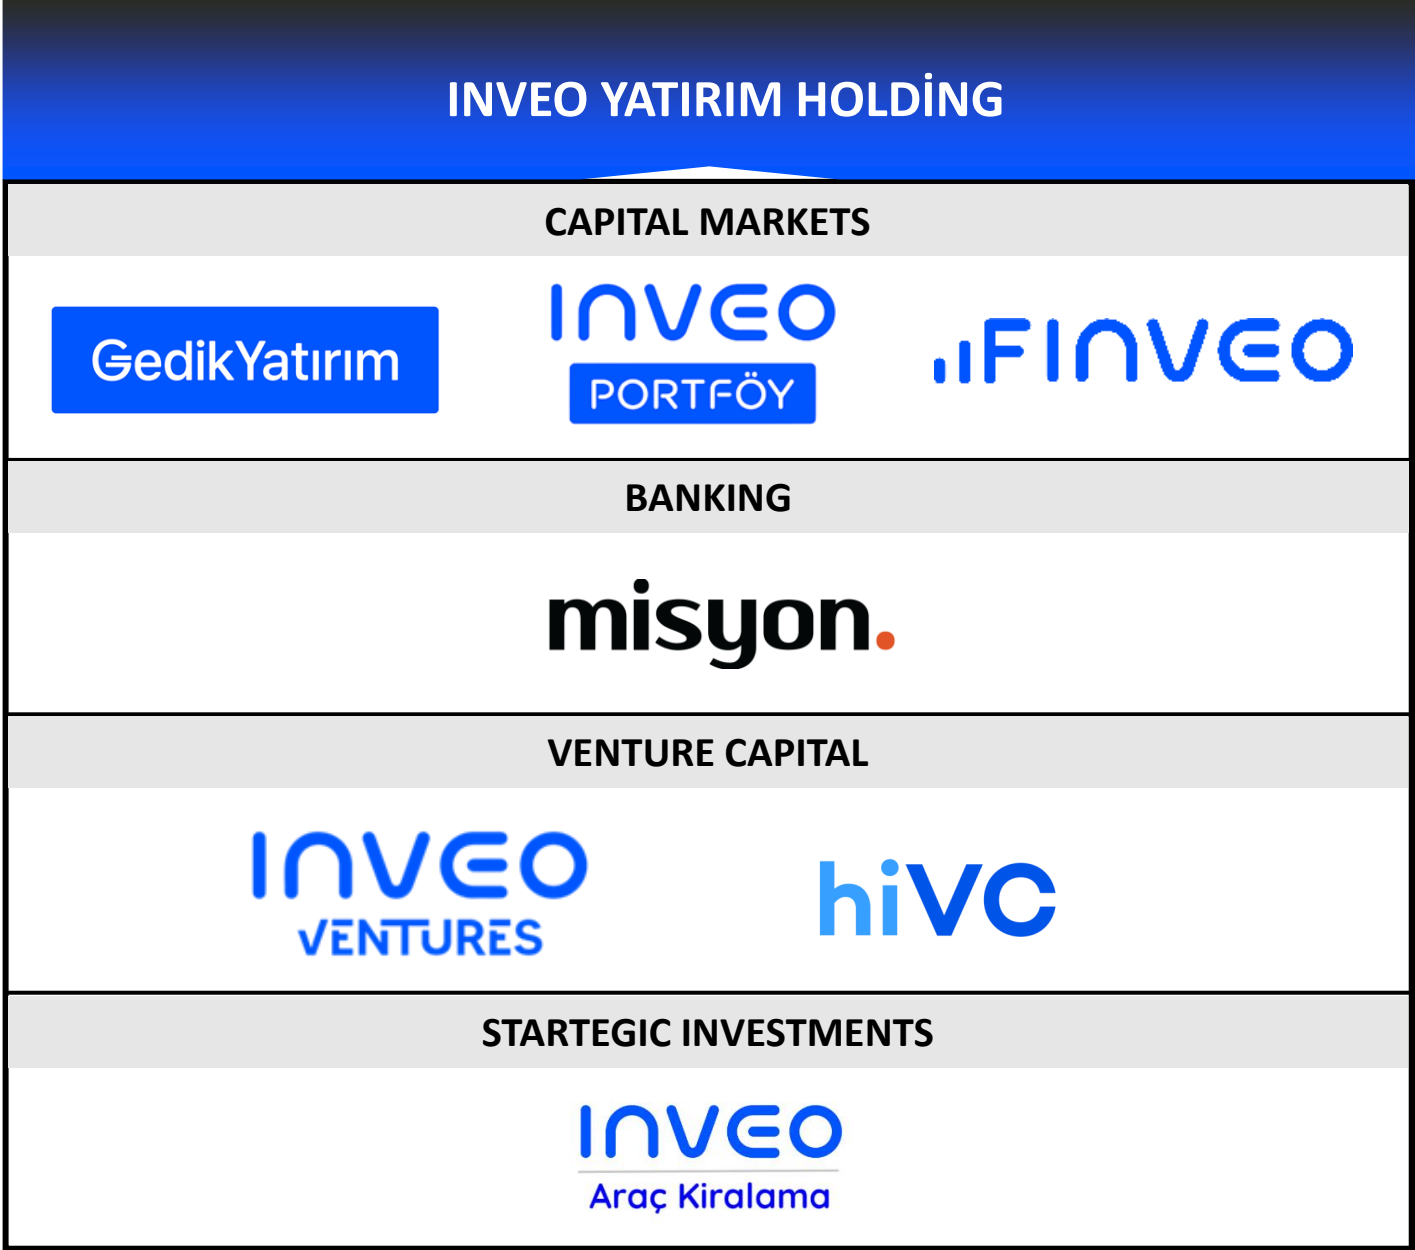 INVEO YATIRIM HOLDİNG
CAPITAL MARKETS
GedikYatırım
INVEO
PORTFÖY
FINVEO
BANKING
misyon.
VENTURE CAPITAL
INVEO
VENTURES
hiVC
STARTEGIC INVESTMENTS
INVEO
Araç Kiralama